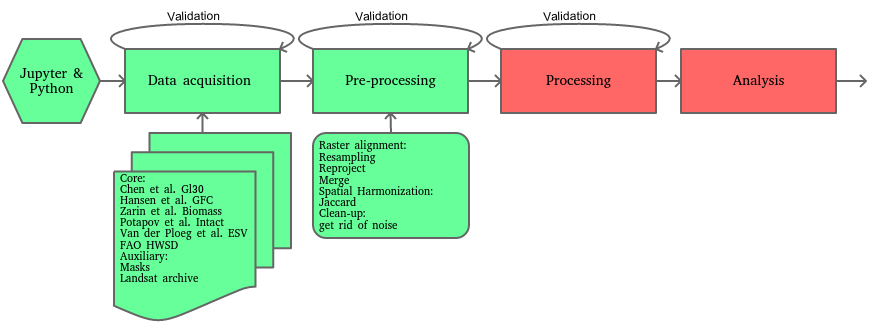 Validation
Validation
Validation
Jupyter &
Python
Data acquisition
Pre-processing
Processing
Analysis
Core:
Chen et al. Gl30
Hansen et al. GFC
Zarin et al. Biomass
Potapov et al. Intact
Van der Ploeg et al. ESV
FAO HWSD
Auxiliary:
Masks
Landsat archive
Raster alignment:
Resampling
Reproject
Merge
Spatial Harmonization:
Jaccard
Clean-up:
get rid of noise